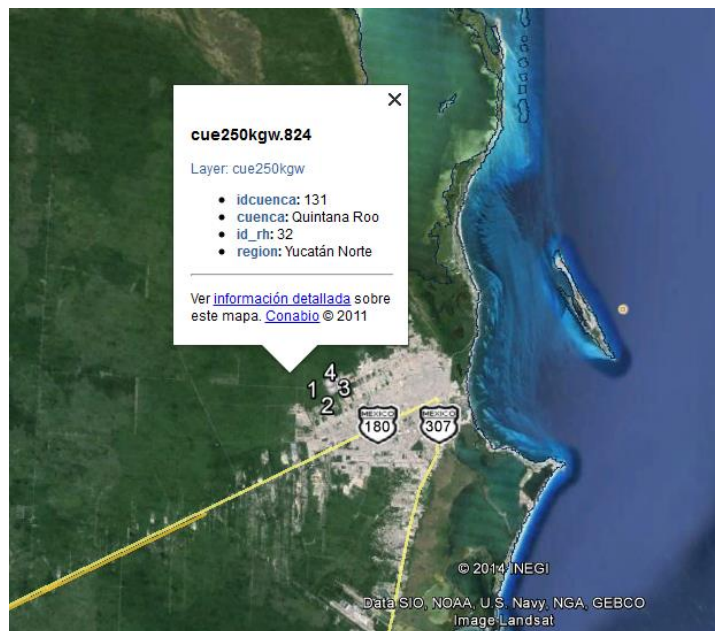 cue250kgw.824
Layer: cue250kgw
idcuenca: 131
cuenca: Quintana Roo
id_rh: 32
region: Yucatán Norte
Ver información detallada sobre
este mapa. Conabio © 2011
4
1 3
2
MEXICO MEXICO
180 307
© 2014 INEGI
Data SIO, NOAA, U.S. Navy, NGA, GEBCO
Image Landsat